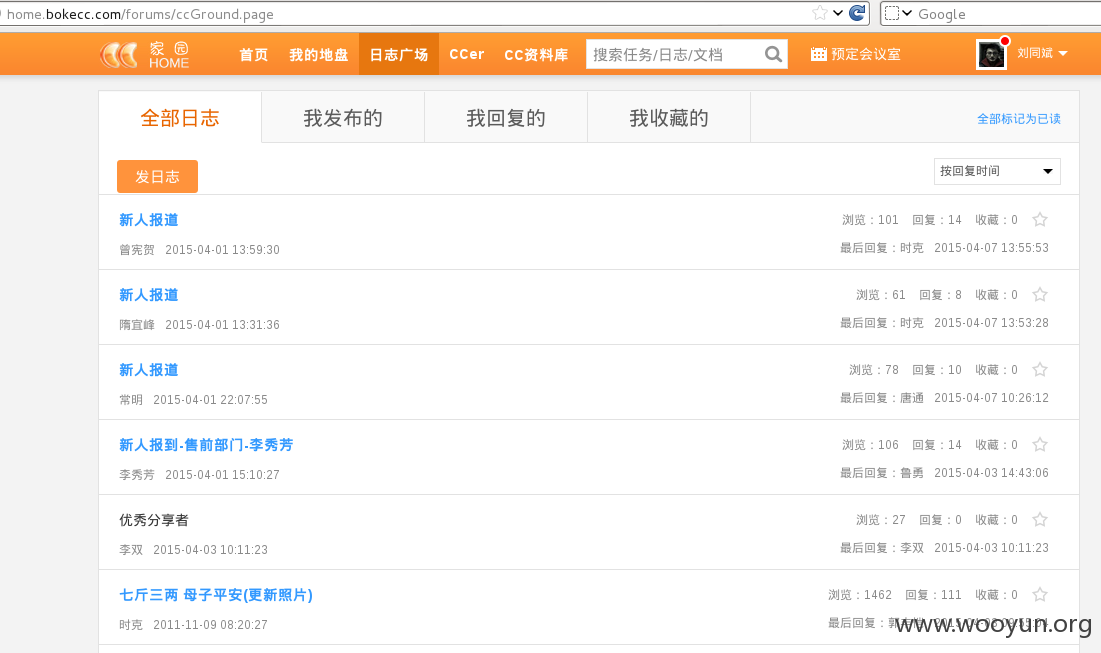 home.bokecc.com/forums/ccGround.page
Google
家园 HOME 首页 我的地盘 日志广场 CCer CC资料库 搜索任务/日志/文档 预定会议室 刘同斌
全部日志 我发布的 我回复的 我收藏的 全部标记为已读
发日志 按回复时间
新人报道 浏览：101 回复：14 收藏：0
曾宪贺 2015-04-01 13:59:30 最后回复：时克 2015-04-07 13:55:53
新人报道 浏览：61 回复：8 收藏：0
隋宜峰 2015-04-01 13:31:36 最后回复：时克 2015-04-07 13:53:28
新人报道 浏览：78 回复：10 收藏：0
常明 2015-04-01 22:07:55 最后回复：唐通 2015-04-07 10:26:12
新人报到-售前部门-李秀芳 浏览：106 回复：14 收藏：0
李秀芳 2015-04-01 15:10:27 最后回复：鲁勇 2015-04-03 14:43:06
优秀分享者 浏览：27 回复：0 收藏：0
李双 2015-04-03 10:11:23 最后回复：李双 2015-04-03 10:11:23
七斤三两 母子平安(更新照片) 浏览：1462 回复：111 收藏：0
时克 2011-11-09 08:20:27 最后回复：
www.wooyun.org